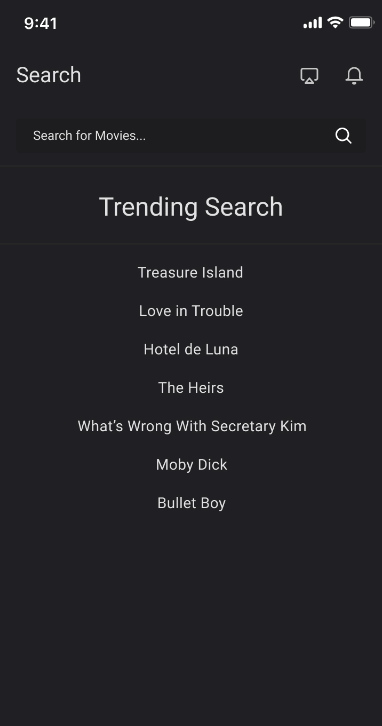 9:41
Search
Search for Movies...
Trending Search
Treasure Island
Love in Trouble
Hotel de Luna
The Heirs
What’s Wrong With Secretary Kim
Moby Dick
Bullet Boy